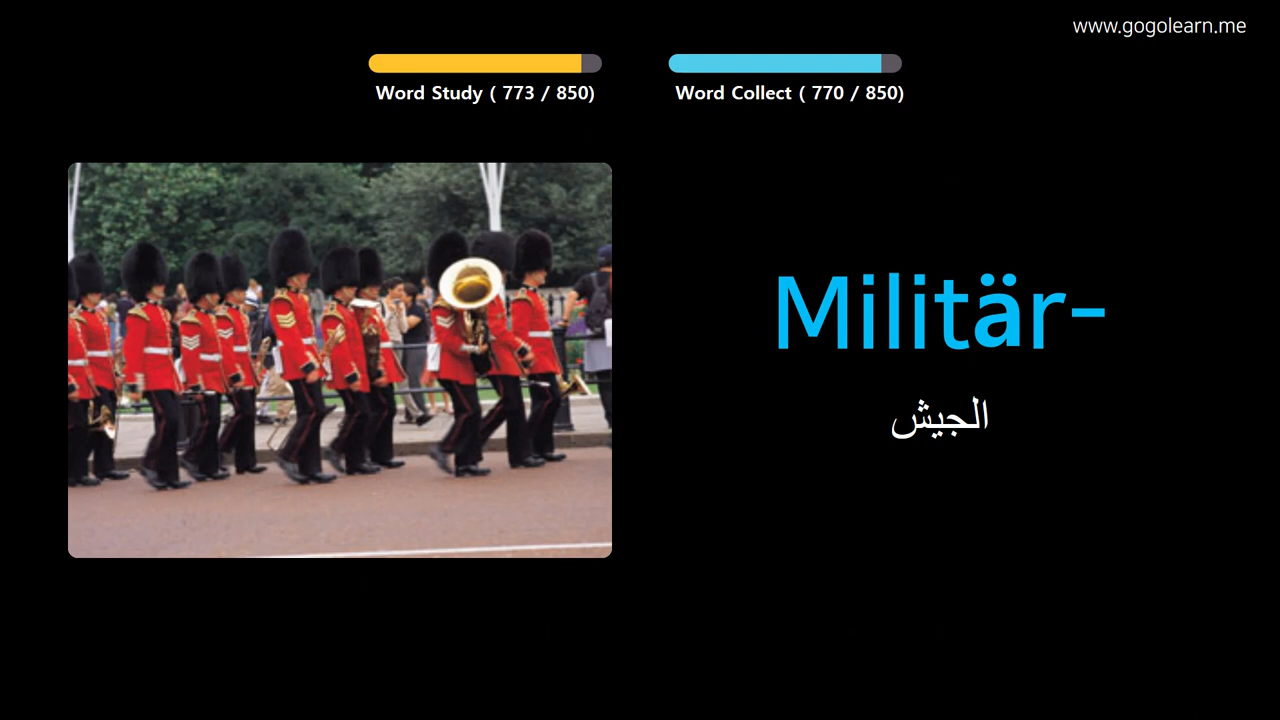 www.gogolearn.me
Word Study ( 773 / 850)
Word Collect ( 770 / 850)
Militär-
الجيش